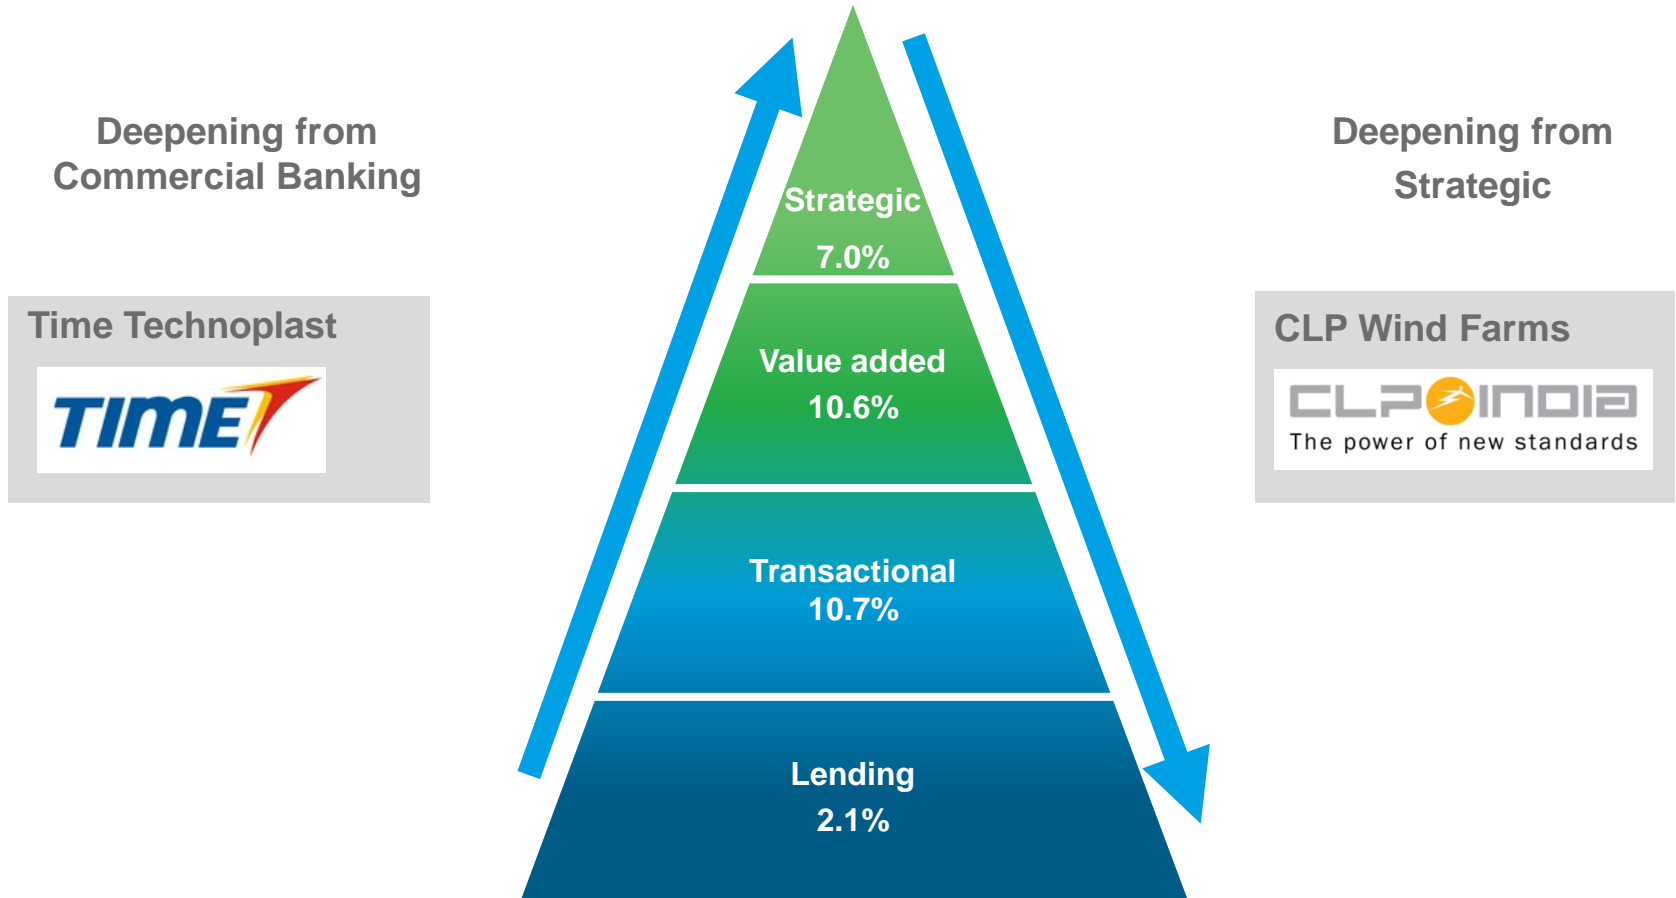 Deepening from
Commercial Banking
Time Technoplast
TIME
Strategic
7.0%
Value added
10.6%
Transactional
10.7%
Lending
2.1%
Deepening from
Strategic
CLP Wind Farms
CLP INDIA
The power of new standards